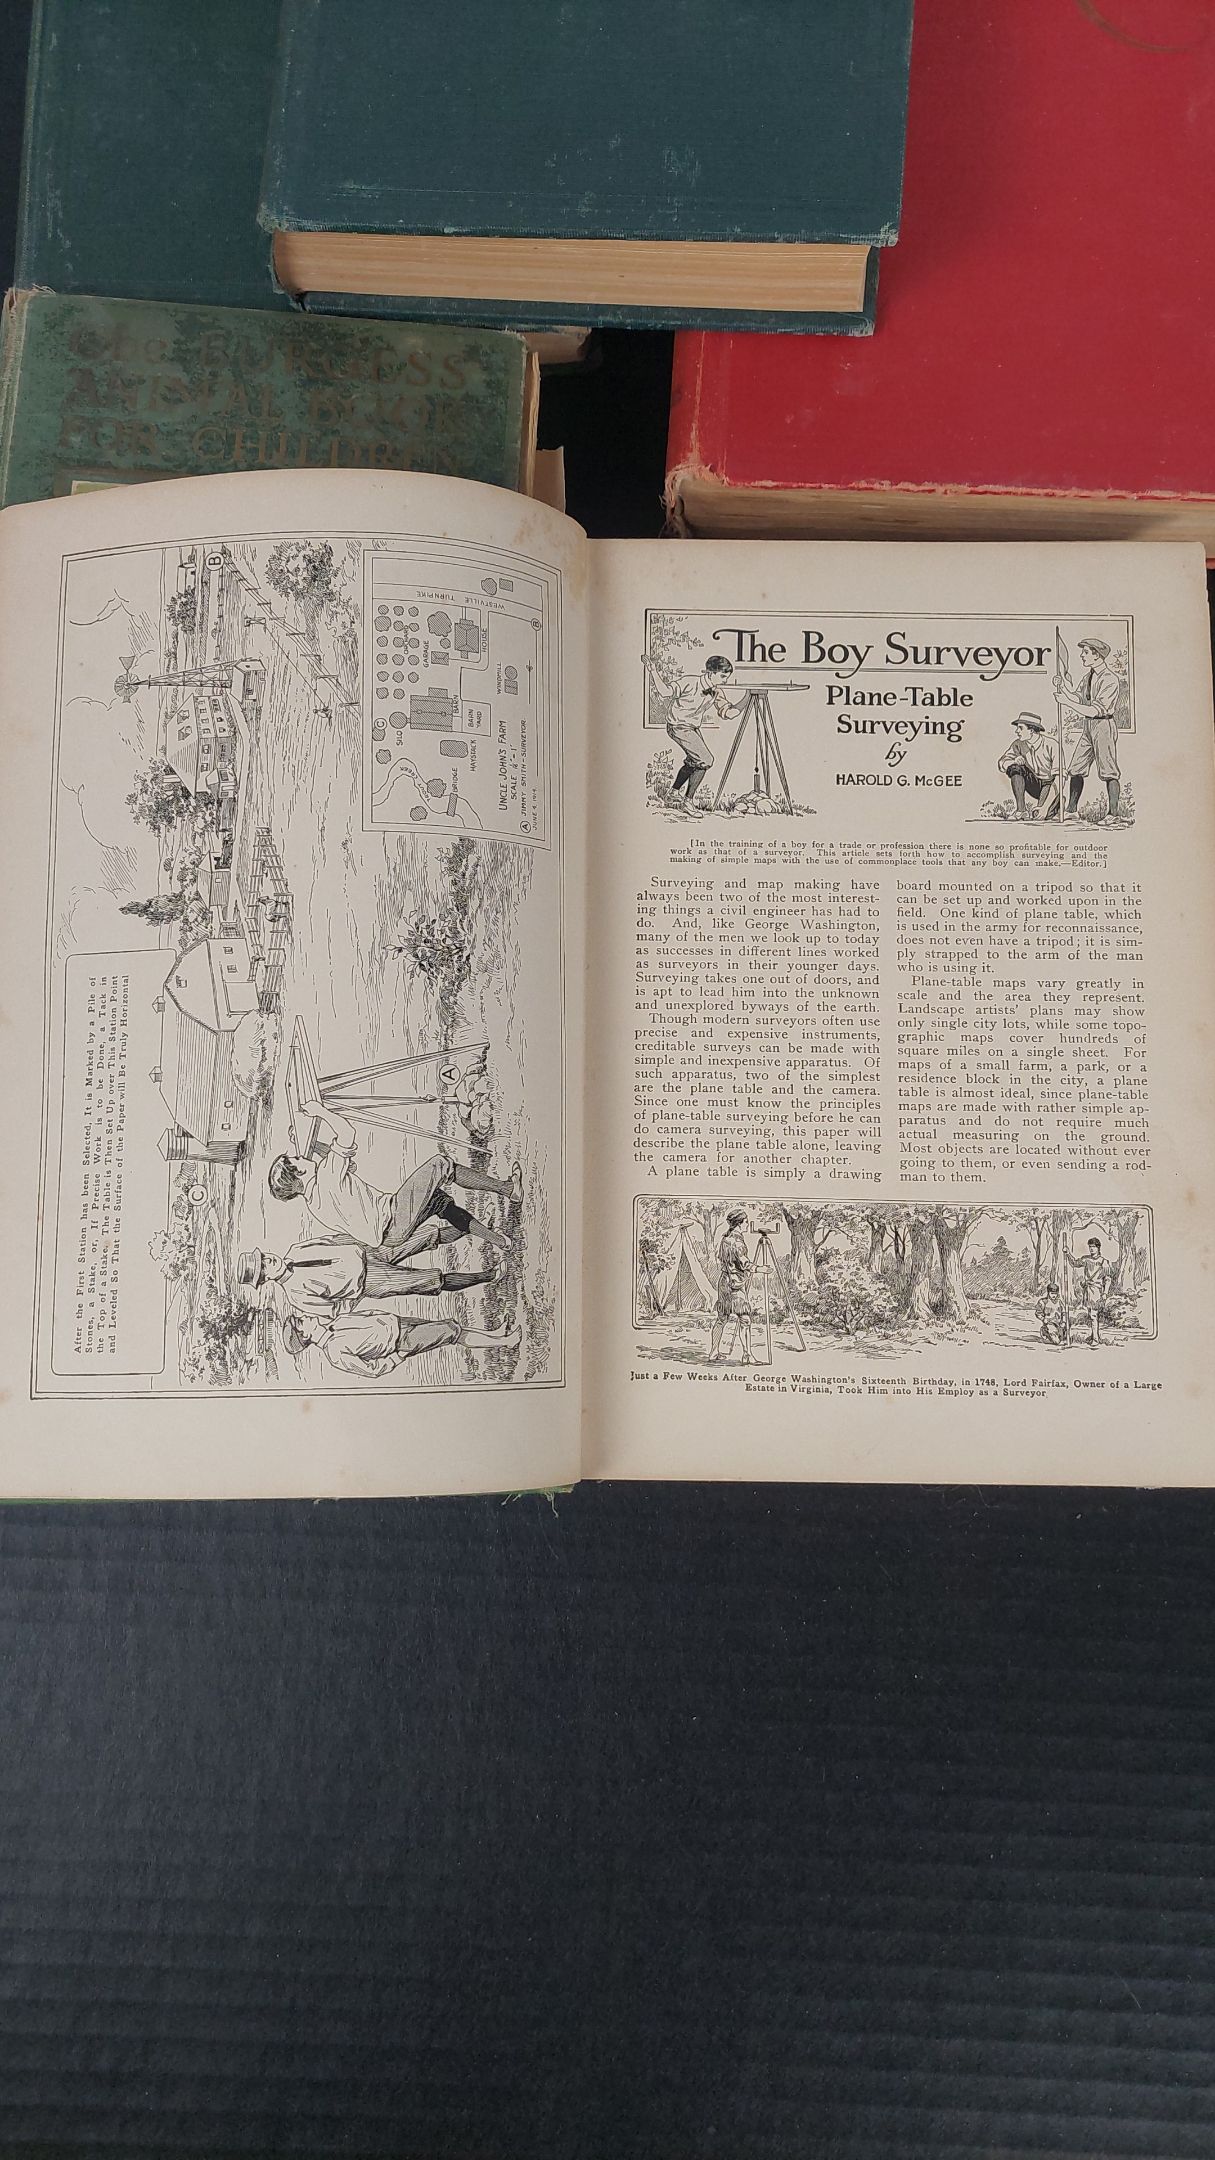 The BURGESS
ANIMAL BOOK
FOR CHILDREN
After the First Station has been Selected, It is Marked by a Pile of
Stones, a Stake, or, If Precise Work is to be Done, a Tack in
the Top of a Stake. The Table is Then Set Up over This Station Point
and Leveled So That the Surface of the Paper will Be Truly Horizontal
A
B
C
WESTVILLE TURNPIKE
HOUSE
GARAGE
WINDMILL
B
C
SILO
BARN
BARN
YARD
HAYSTACK
BRIDGE
CREEK
UNCLE JOHN'S FARM
A
JIMMY SMITH-SURVEYOR
JUNE 4, 1914
The Boy Surveyor
Plane-Table
Surveying
by
HAROLD G. McGEE
[In the training of a boy for a trade or profession there is none so profitable for outdoor
work as that of a surveyor. This article sets forth how to accomplish surveying and the
making of simple maps with the use of commonplace tools that any boy can make.—Editor.]
Surveying and map making have
always been two of the most interest-
ing things a civil engineer has had to
do. And, like George Washington,
many of the men we look up to today
as successes in different lines worked
as surveyors in their younger days.
Surveying takes one out of doors, and
is apt to lead him into the unknown
and unexplored byways of the earth.
Though modern surveyors often use
precise and expensive instruments,
creditable surveys can be made with
simple and inexpensive apparatus. Of
such apparatus, two of the simplest
are the plane table and the camera.
Since one must know the principles
of plane-table surveying before he can
do camera surveying, this paper will
describe the plane table alone, leaving
the camera for another chapter.
A plane table is simply a drawing
board mounted on a tripod so that it
can be set up and worked upon in the
field. One kind of plane table, which
is used in the army for reconnaissance,
does not even have a tripod; it is sim-
ply strapped to the arm of the man
who is using it.
Plane-table maps vary greatly in
scale and the area they represent.
Landscape artists' plans may show
only single city lots, while some topo-
graphic maps cover hundreds of
square miles on a single sheet. For
maps of a small farm, a park, or a
residence block in the city, a plane
table is almost ideal, since plane-table
maps are made with rather simple ap-
paratus and do not require much
actual measuring on the ground.
Most objects are located without ever
going to them, or even sending a rod-
man to them.
Just a Few Weeks After George Washington's Sixteenth Birthday, in 1748, Lord Fairfax, Owner of a Large
Estate in Virginia, Took Him into His Employ as a Surveyor